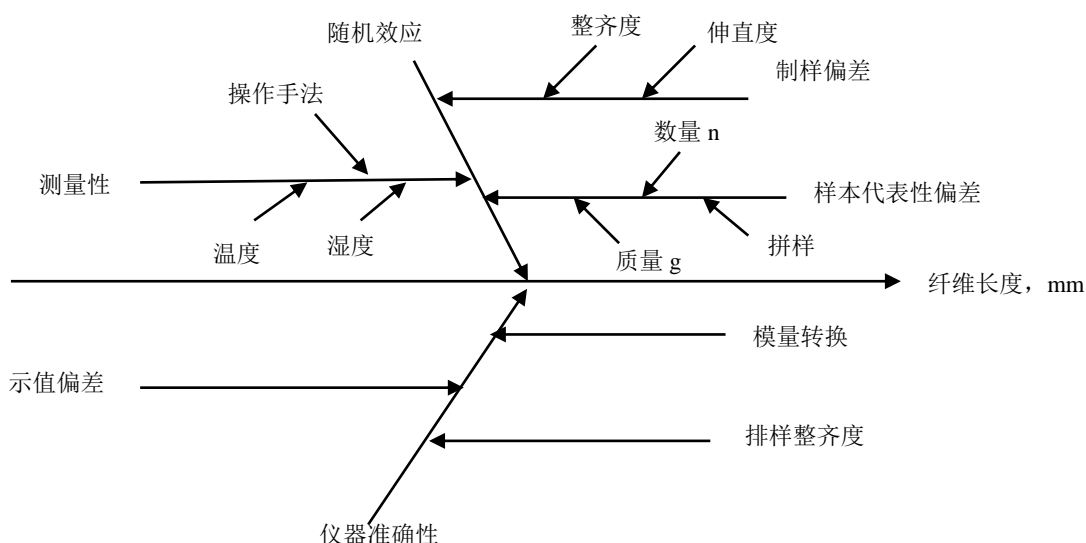 随机效应
整齐度
伸直度
制样偏差
操作手法
数量 n
测量性
样本代表性偏差
温度
湿度
质量 g
拼样
纤维长度，mm
模量转换
示值偏差
排样整齐度
仪器准确性